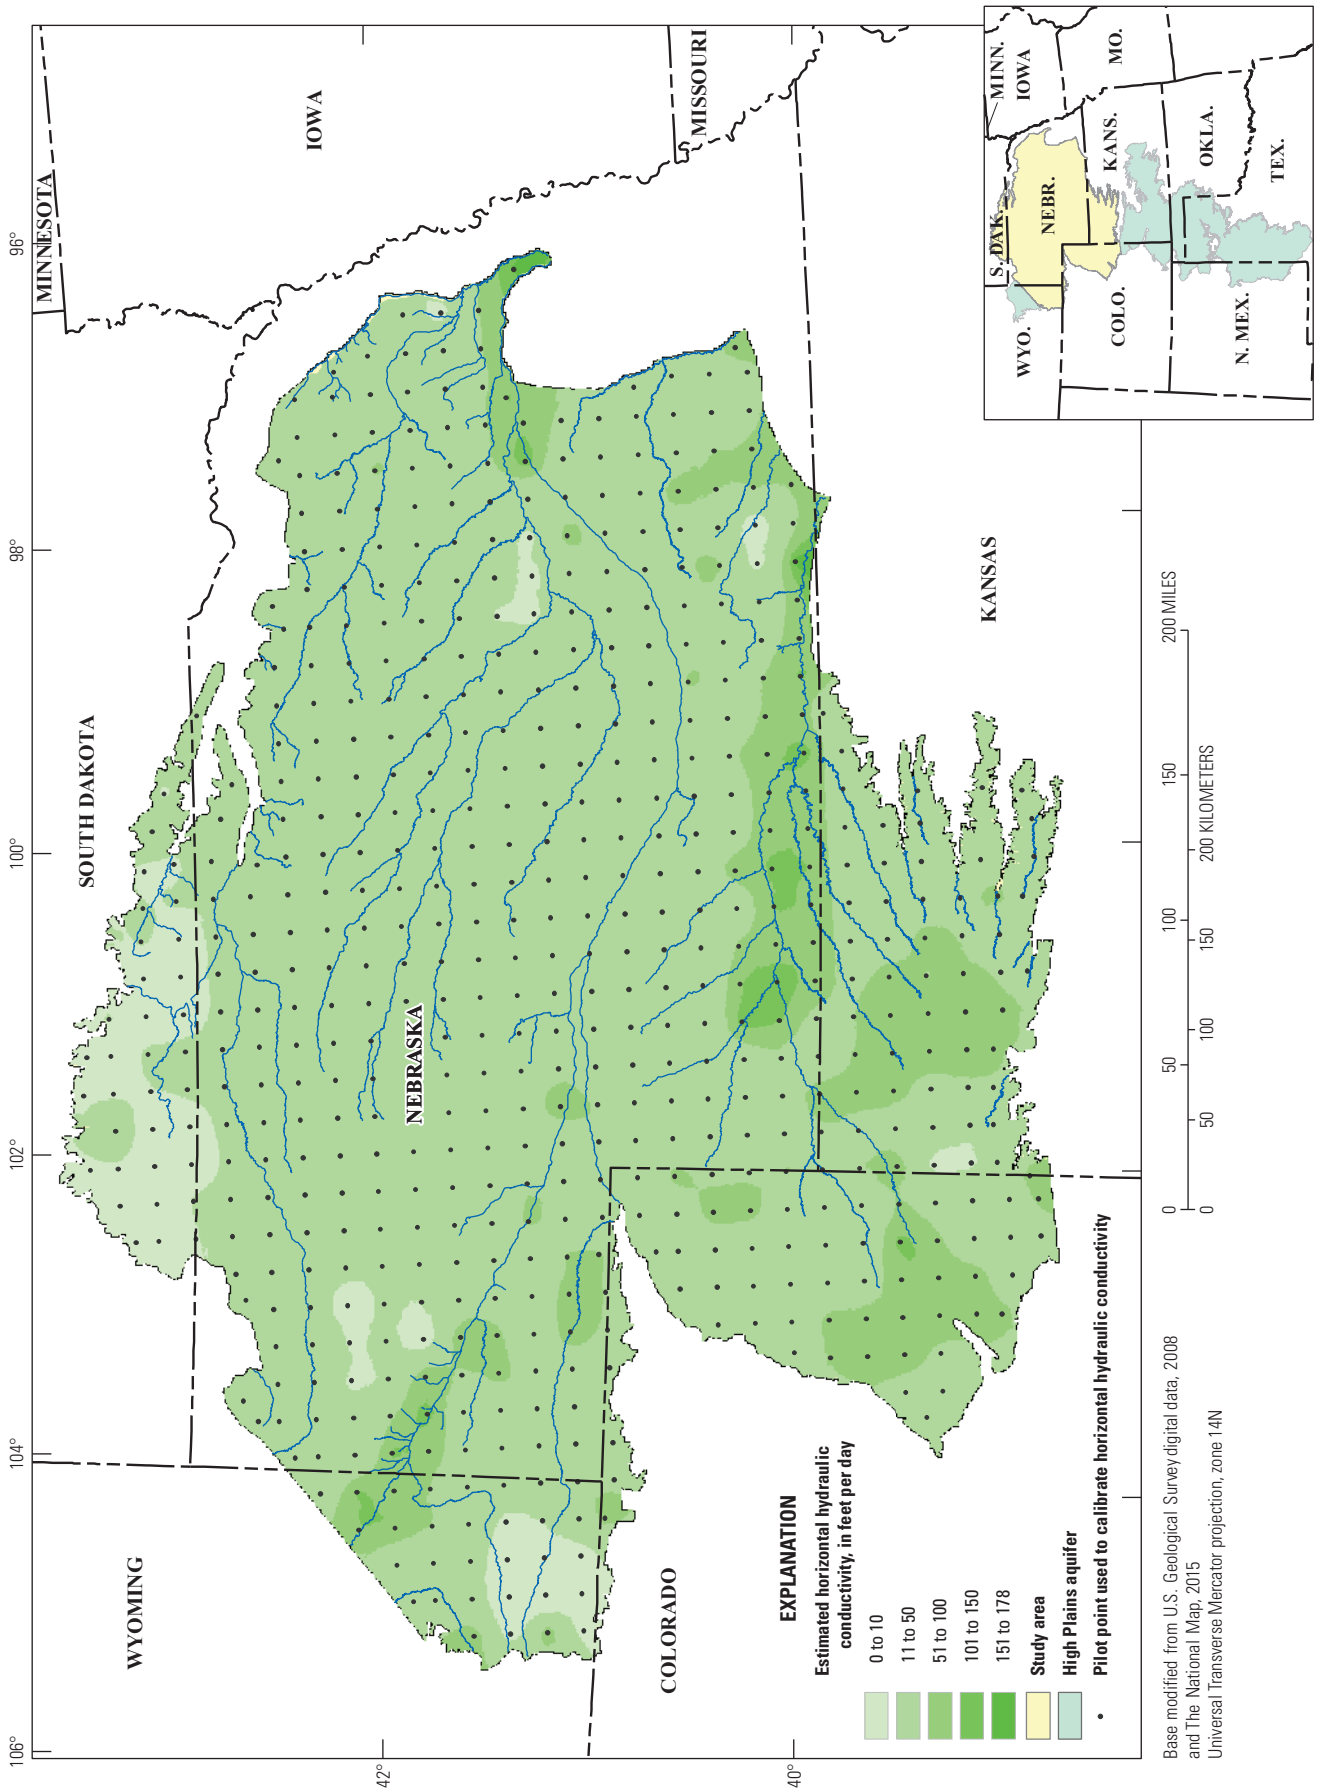 106°
104°
102°
100°
98°
96°
42°
40°
WYOMING
SOUTH DAKOTA
MINNESOTA
IOWA
NEBRASKA
MISSOURI
COLORADO
KANSAS
EXPLANATION
Estimated horizontal hydraulic
conductivity, in feet per day
0 to 10
11 to 50
51 to 100
101 to 150
151 to 178
Study area
High Plains aquifer
Pilot point used to calibrate horizontal hydraulic conductivity
Base modified from U.S. Geological Survey digital data, 2008
and The National Map, 2015
Universal Transverse Mercator projection, zone 14N
0 50 100 150 200 MILES
0 50 100 150 200 KILOMETERS
MINN.
S. DAK.
WYO.
IOWA
NEBR.
COLO.
KANS.
MO.
N. MEX.
OKLA.
TEX.